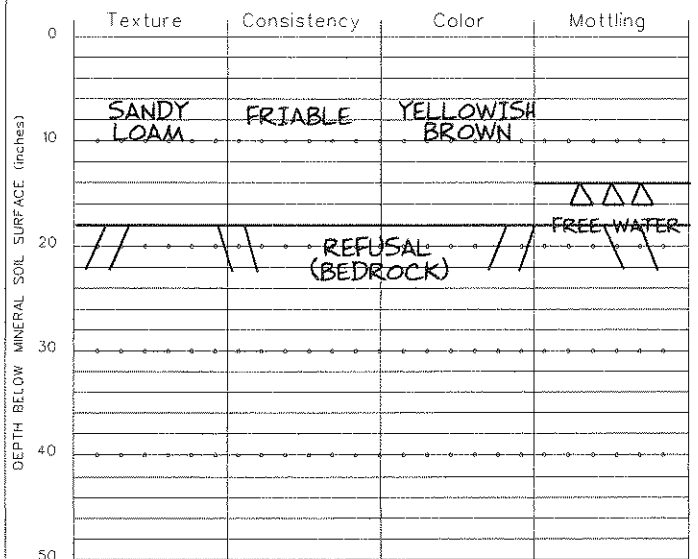 Texture Consistency Color Mottling
DEPTH BELOW MINERAL SOIL SURFACE (inches)
0
SANDY LOAM
FRIABLE
YELLOWISH BROWN
10
FREE WATER
20
REFUSAL
(BEDROCK)
30
40
50